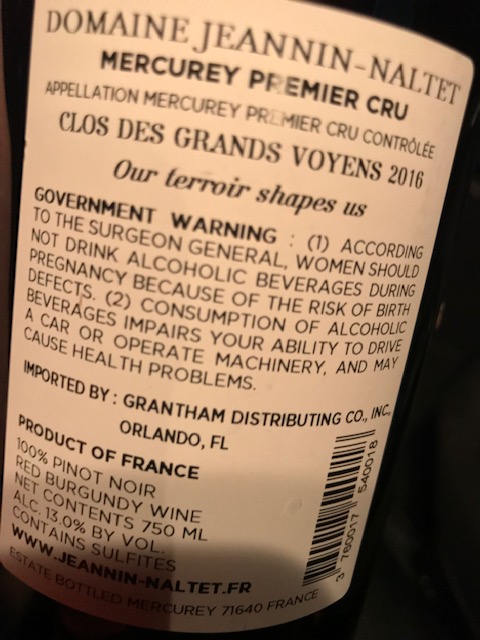 DOMAINE JEANNIN-NALTET
MERCUREY PREMIER CRU
APPELLATION MERCUREY PREMIER CRU CONTRÔLÉE
CLOS DES GRANDS VOYENS 2016
Our terroir shapes us
GOVERNMENT WARNING : (1) ACCORDING
TO THE SURGEON GENERAL, WOMEN SHOULD
NOT DRINK ALCOHOLIC BEVERAGES DURING
PREGNANCY BECAUSE OF THE RISK OF BIRTH
DEFECTS. (2) CONSUMPTION OF ALCOHOLIC
BEVERAGES IMPAIRS YOUR ABILITY TO DRIVE
A CAR OR OPERATE MACHINERY, AND MAY
CAUSE HEALTH PROBLEMS.
IMPORTED BY : GRANTHAM DISTRIBUTING CO., INC,
ORLANDO, FL
PRODUCT OF FRANCE
100% PINOT NOIR
RED BURGUNDY WINE
NET CONTENTS 750 ML
ALC. 13.0% BY VOL.
CONTAINS SULFITES
WWW.JEANNIN-NALTET.FR
ESTATE BOTTLED MERCUREY 71640 FRANCE
3 760017 540018